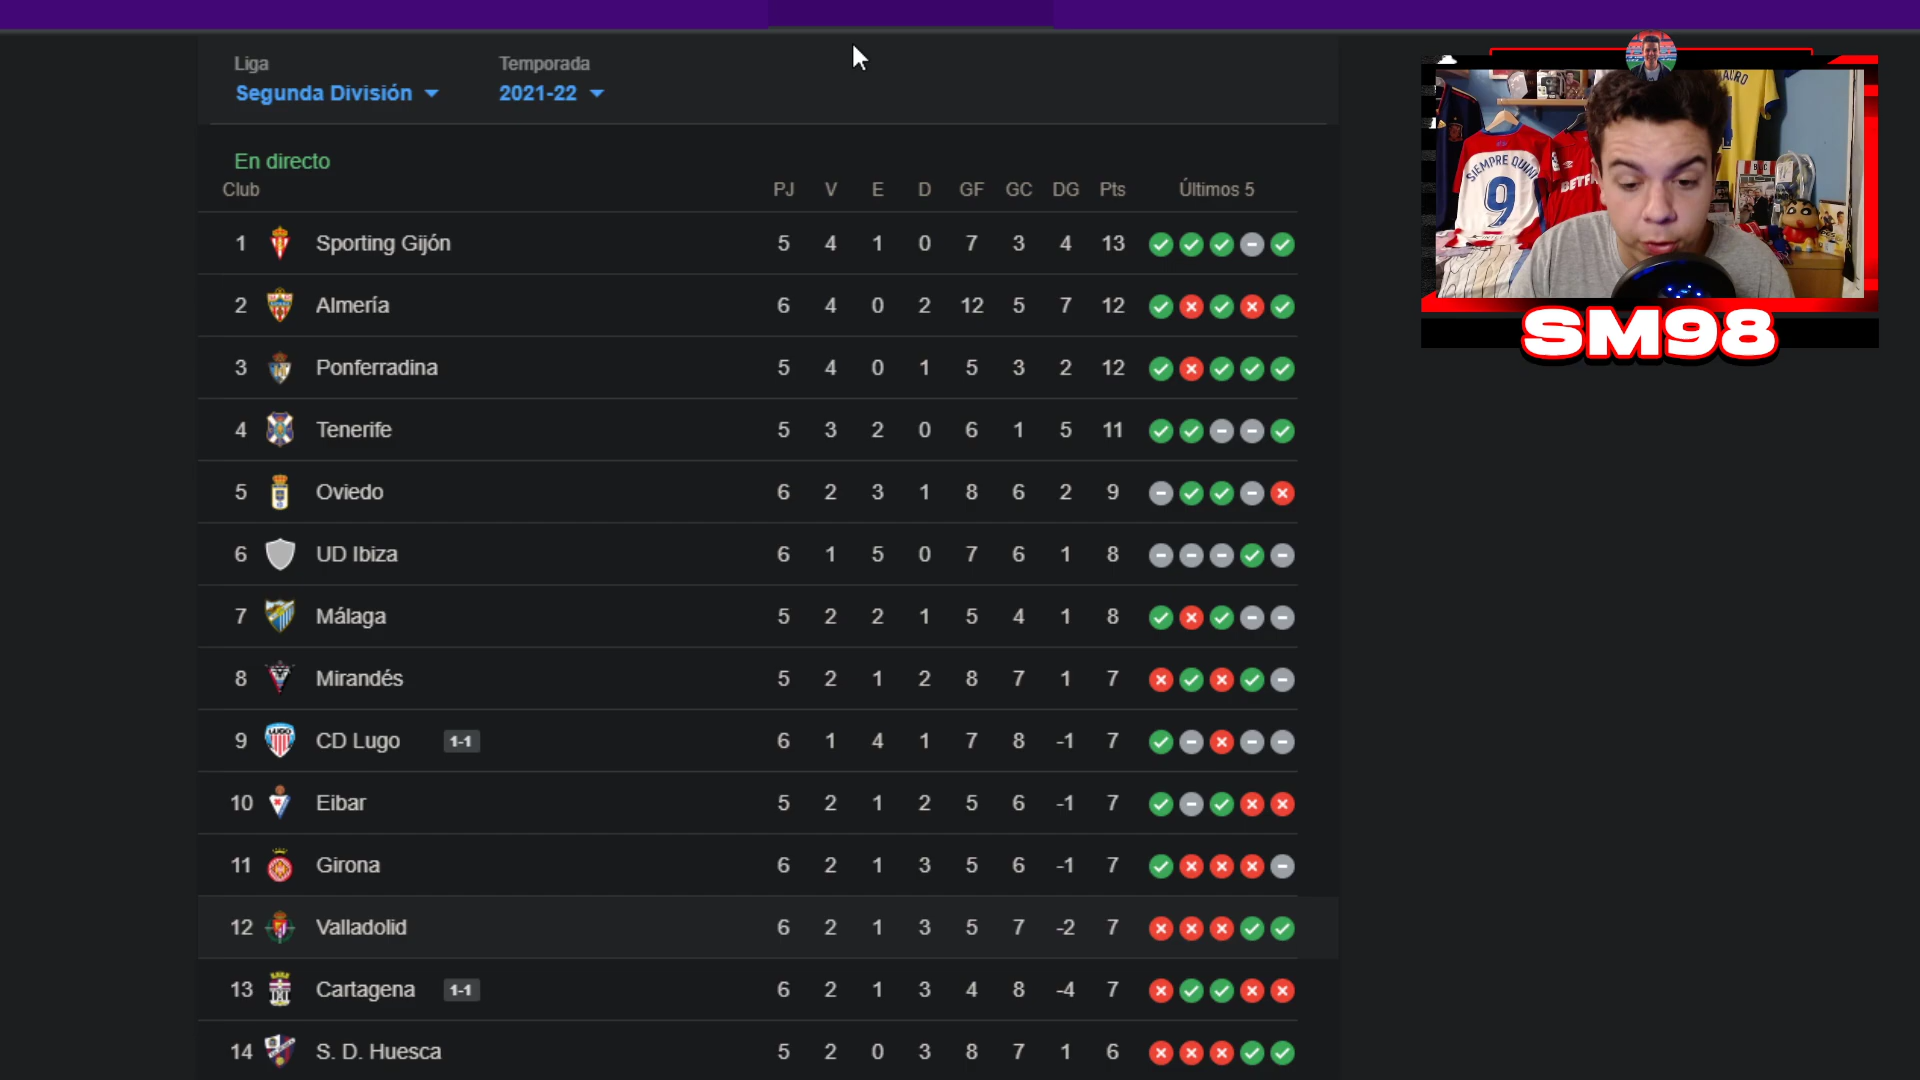 Liga
Temporada
Segunda División
2021-22
En directo
Club PJ V E D GF GC DG Pts Últimos 5
1 Sporting Gijón 5 4 1 0 7 3 4 13
2 Almería 6 4 0 2 12 5 7 12
3 Ponferradina 5 4 0 1 5 3 2 12
4 Tenerife 5 3 2 0 6 1 5 11
5 Oviedo 6 2 3 1 8 6 2 9
6 UD Ibiza 6 1 5 0 7 6 1 8
7 Málaga 5 2 2 1 5 4 1 8
8 Mirandés 5 2 1 2 8 7 1 7
9 CD Lugo 1-1 6 1 4 1 7 8 -1 7
10 Eibar 5 2 1 2 5 6 -1 7
11 Girona 6 2 1 3 5 6 -1 7
12 Valladolid 6 2 1 3 5 7 -2 7
13 Cartagena 1-1 6 2 1 3 4 8 -4 7
14 S. D. Huesca 5 2 0 3 8 7 1 6
SIEMPRE
9
SM98